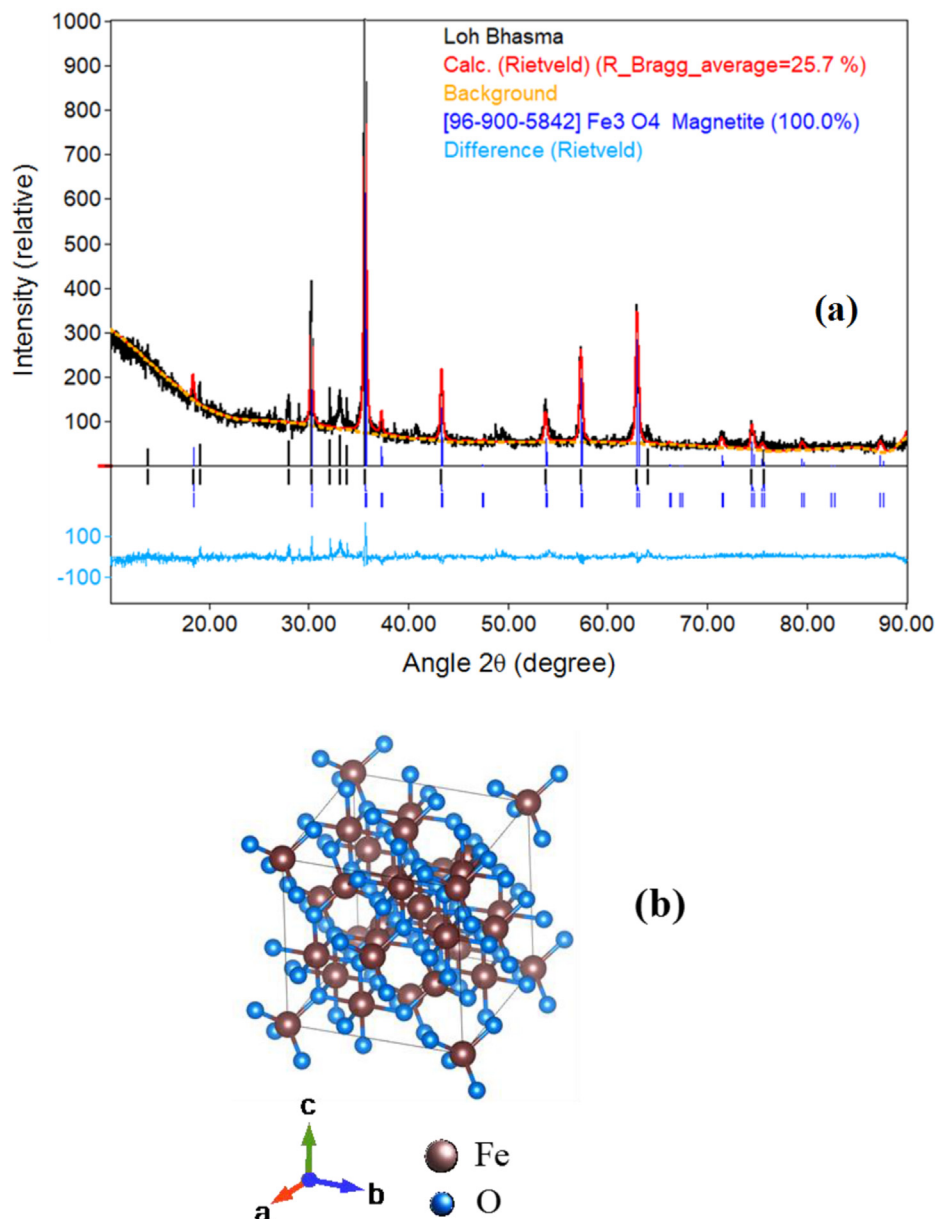 1000
900
800
700
600
500
400
300
200
100
100
-100
Intensity (relative)
Loh Bhasma
Calc. (Rietveld) (R_Bragg_average=25.7 %)
Background
[96-900-5842] Fe3 O4 Magnetite (100.0%)
Difference (Rietveld)
(a)
20.00 30.00 40.00 50.00 60.00 70.00 80.00 90.00
Angle 2θ (degree)
(b)
c
a
b
Fe
O